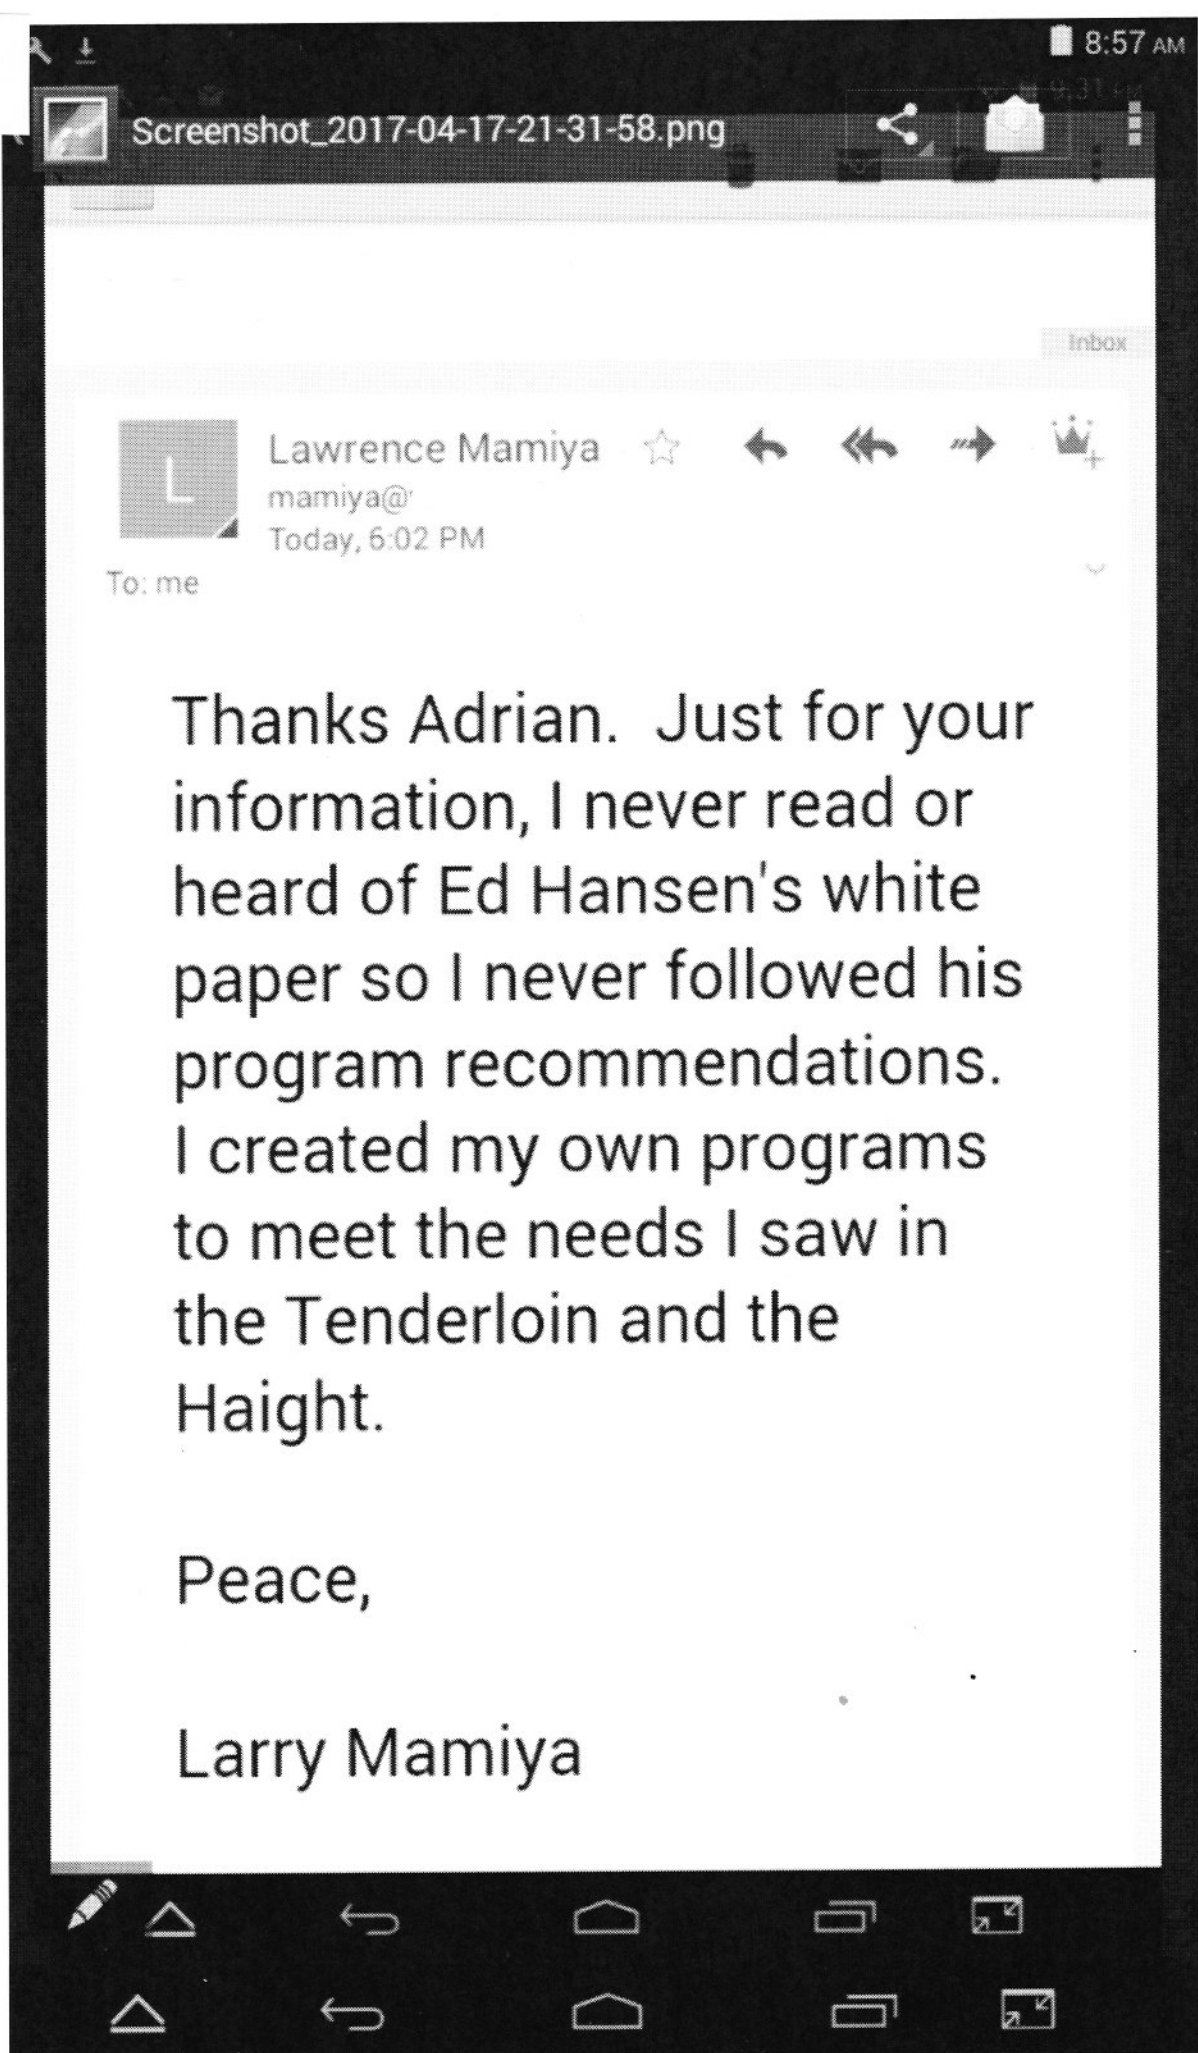 8:57 AM
9:31 PM
Screenshot_2017-04-17-21-31-58.png
Inbox
L
Lawrence Mamiya
mamiya@
Today, 6:02 PM
To: me
Thanks Adrian. Just for your
information, I never read or
heard of Ed Hansen's white
paper so I never followed his
program recommendations.
I created my own programs
to meet the needs I saw in
the Tenderloin and the
Haight.
Peace,
Larry Mamiya